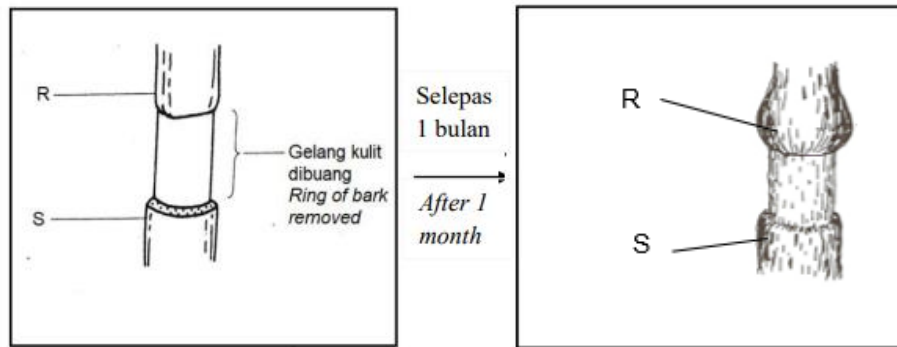 R
Gelang kulit
dibuang
Ring of bark
removed
S
Selepas
1 bulan
After 1
month
R
S